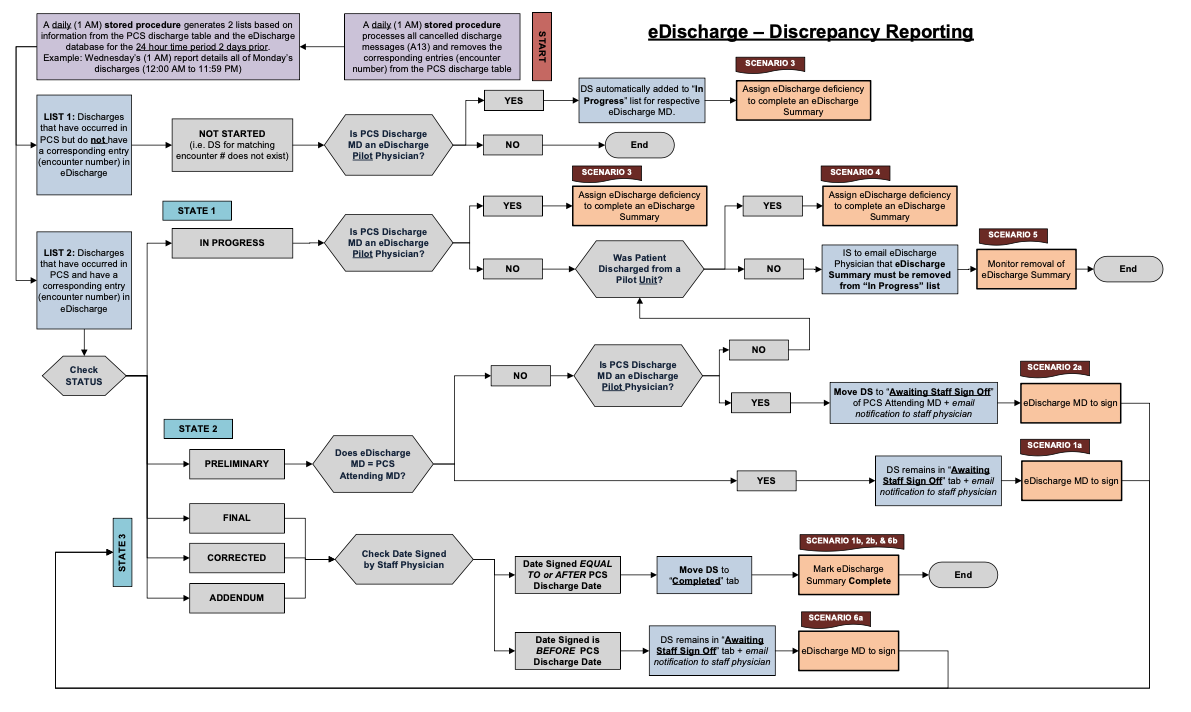 eDischarge – Discrepancy Reporting
A daily (1 AM) stored procedure generates 2 lists based on
information from the PCS discharge table and the eDischarge
database for the 24 hour time period 2 days prior.
Example: Wednesday's (1 AM) report details all of Monday's
discharges (12:00 AM to 11:59 PM)
A daily (1 AM) stored procedure
processes all cancelled discharge
messages (A13) and removes the
corresponding entries (encounter
number) from the PCS discharge table
START
LIST 1: Discharges
that have occurred in
PCS but do not have
a corresponding entry
(encounter number) in
eDischarge
NOT STARTED
(i.e. DS for matching
encounter # does not exist)
Is PCS Discharge
MD an eDischarge
Pilot Physician?
YES
DS automatically added to "In
Progress" list for respective
eDischarge MD.
SCENARIO 3
Assign eDischarge deficiency
to complete an eDischarge
Summary
NO
End
LIST 2: Discharges
that have occurred in
PCS and have a
corresponding entry
(encounter number) in
eDischarge
STATE 1
IN PROGRESS
Is PCS Discharge
MD an eDischarge
Pilot Physician?
YES
SCENARIO 3
Assign eDischarge deficiency
to complete an eDischarge
Summary
NO
Was Patient
Discharged from a
Pilot Unit?
YES
SCENARIO 4
Assign eDischarge deficiency
to complete an eDischarge
Summary
NO
IS to email eDischarge
Physician that eDischarge
Summary must be removed
from "In Progress" list
SCENARIO 5
Monitor removal of
eDischarge Summary
End
Check
STATUS
STATE 2
PRELIMINARY
Does eDischarge
MD = PCS
Attending MD?
NO
Is PCS Discharge
MD an eDischarge
Pilot Physician?
NO
YES
Move DS to "Awaiting Staff Sign Off"
of PCS Attending MD + email
notification to staff physician
SCENARIO 2a
eDischarge MD to sign
YES
DS remains in "Awaiting
Staff Sign Off" tab + email
notification to staff physician
SCENARIO 1a
eDischarge MD to sign
STATE 3
FINAL
CORRECTED
ADDENDUM
Check Date Signed
by Staff Physician
Date Signed EQUAL
TO or AFTER PCS
Discharge Date
Move DS to
"Completed" tab
SCENARIO 1b, 2b, & 6b
Mark eDischarge
Summary Complete
End
Date Signed is
BEFORE PCS
Discharge Date
DS remains in "Awaiting
Staff Sign Off" tab + email
notification to staff physician
SCENARIO 6a
eDischarge MD to sign